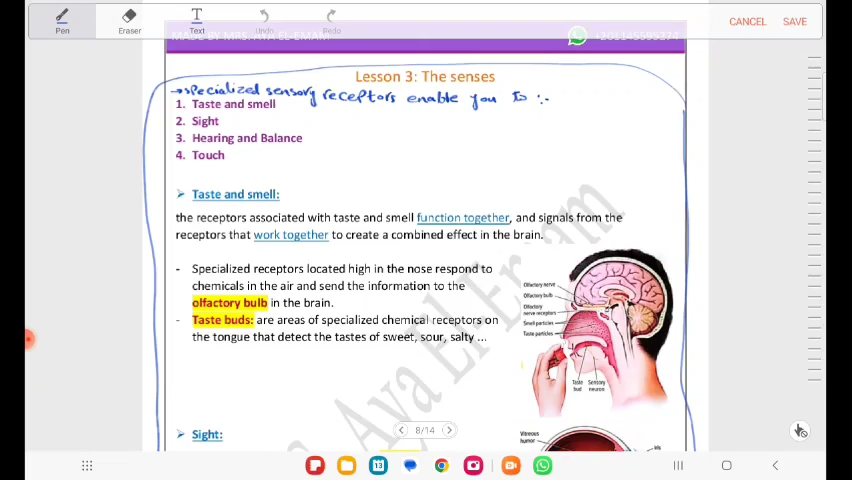 CANCEL
SAVE
Pen
Eraser
Text
Undo
Redo
Lesson 3: The senses
→ specialized sensory receptors enable you to :-
1. Taste and smell
2. Sight
3. Hearing and Balance
4. Touch
➤ Taste and smell:
the receptors associated with taste and smell function together, and signals from the
receptors that work together to create a combined effect in the brain.
- Specialized receptors located high in the nose respond to
chemicals in the air and send the information to the
olfactory bulb in the brain.
- Taste buds: are areas of specialized chemical receptors on
the tongue that detect the tastes of sweet, sour, salty ...
Olfactory nerve
Olfactory bulb
Olfactory
nerve receptors
Smell particles
Taste particles
Taste
bud
Sensory
neuron
Aya El-Emam
8/14
➤ Sight:
Vitreous
humor